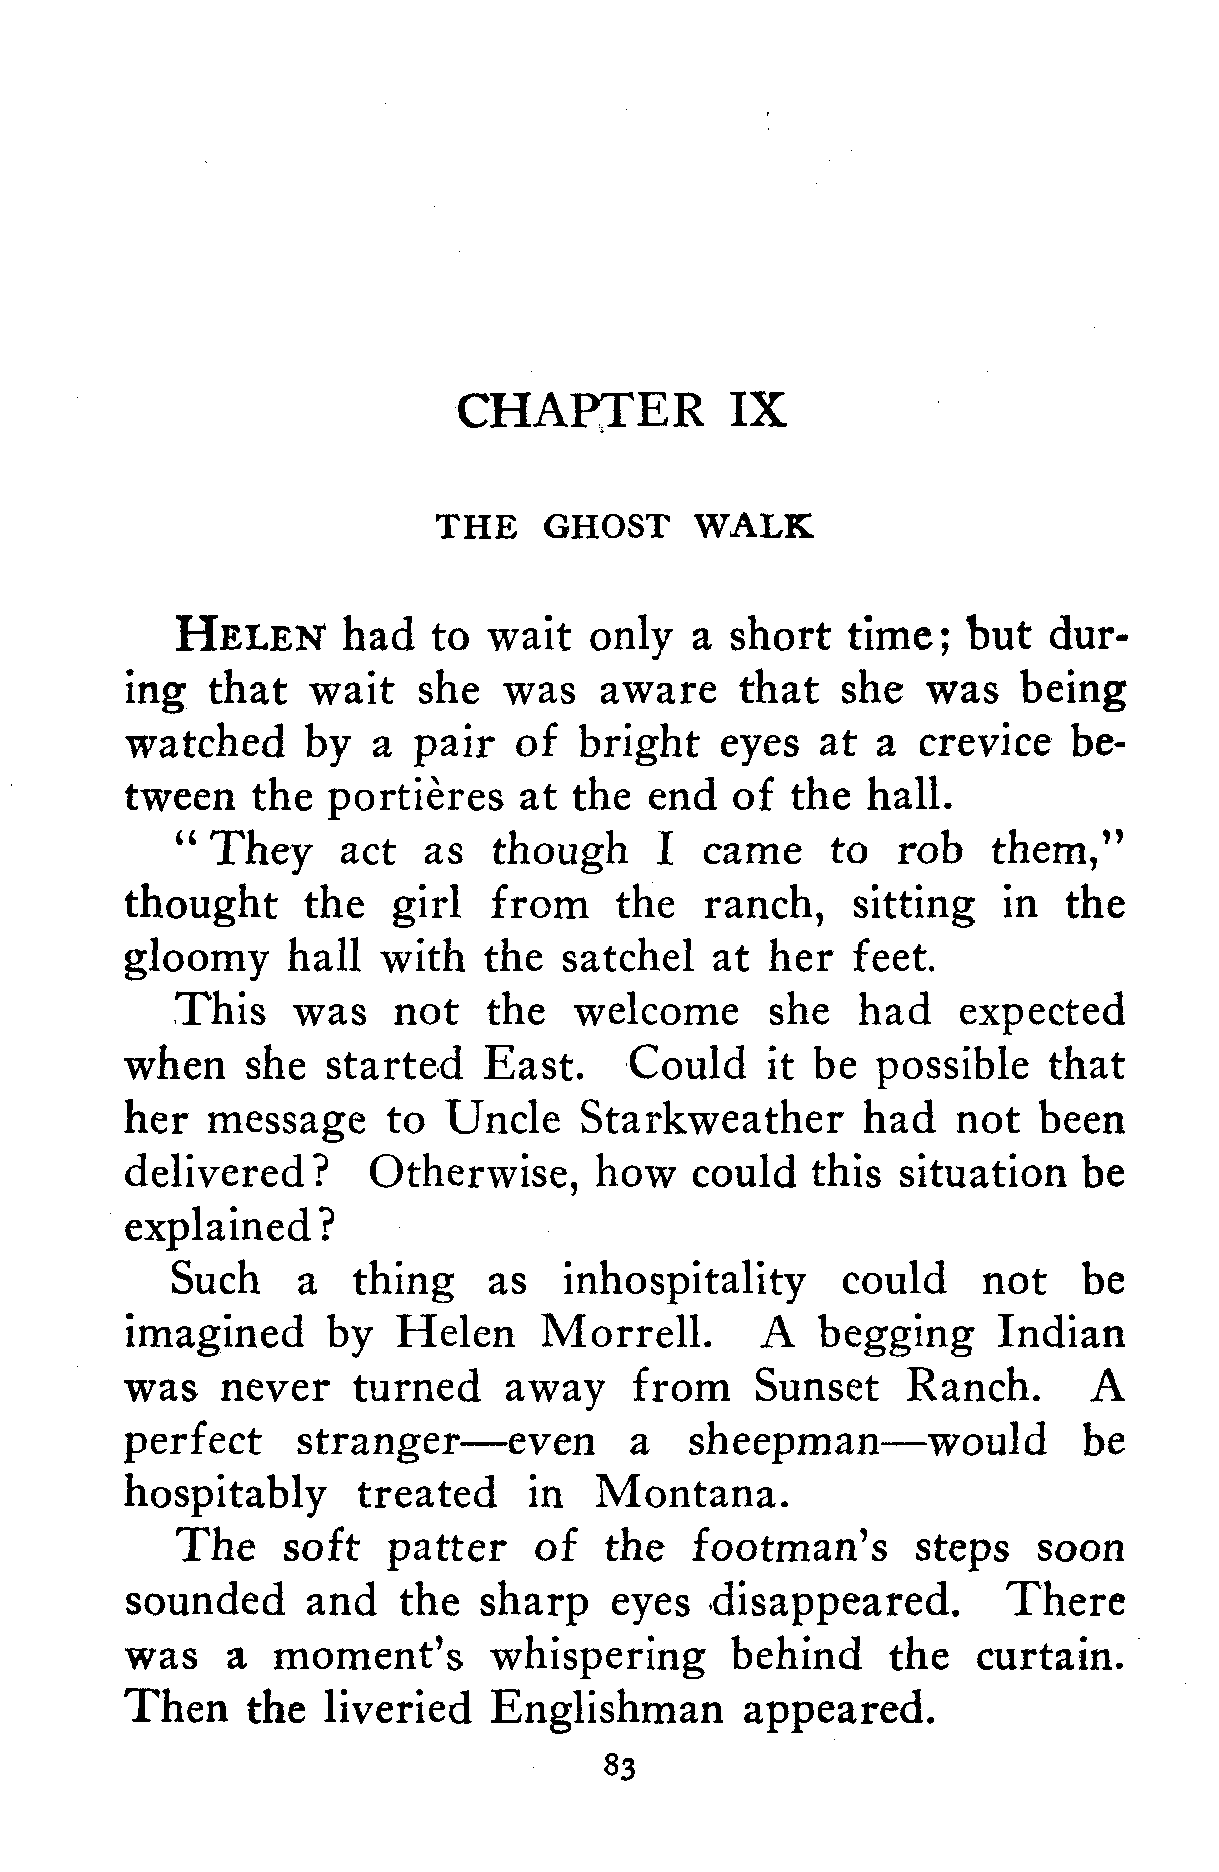 CHAPTER IX
THE GHOST WALK
HELEN had to wait only a short time; but dur-
ing that wait she was aware that she was being
watched by a pair of bright eyes at a crevice be-
tween the portières at the end of the hall.
" They act as though I came to rob them,"
thought the girl from the ranch, sitting in the
gloomy hall with the satchel at her feet.
This was not the welcome she had expected
when she started East. Could it be possible that
her message to Uncle Starkweather had not been
delivered? Otherwise, how could this situation be
explained?
Such a thing as inhospitality could not be
imagined by Helen Morrell. A begging Indian
was never turned away from Sunset Ranch. A
perfect stranger—even a sheepman—would be
hospitably treated in Montana.
The soft patter of the footman's steps soon
sounded and the sharp eyes disappeared. There
was a moment's whispering behind the curtain.
Then the liveried Englishman appeared.
83